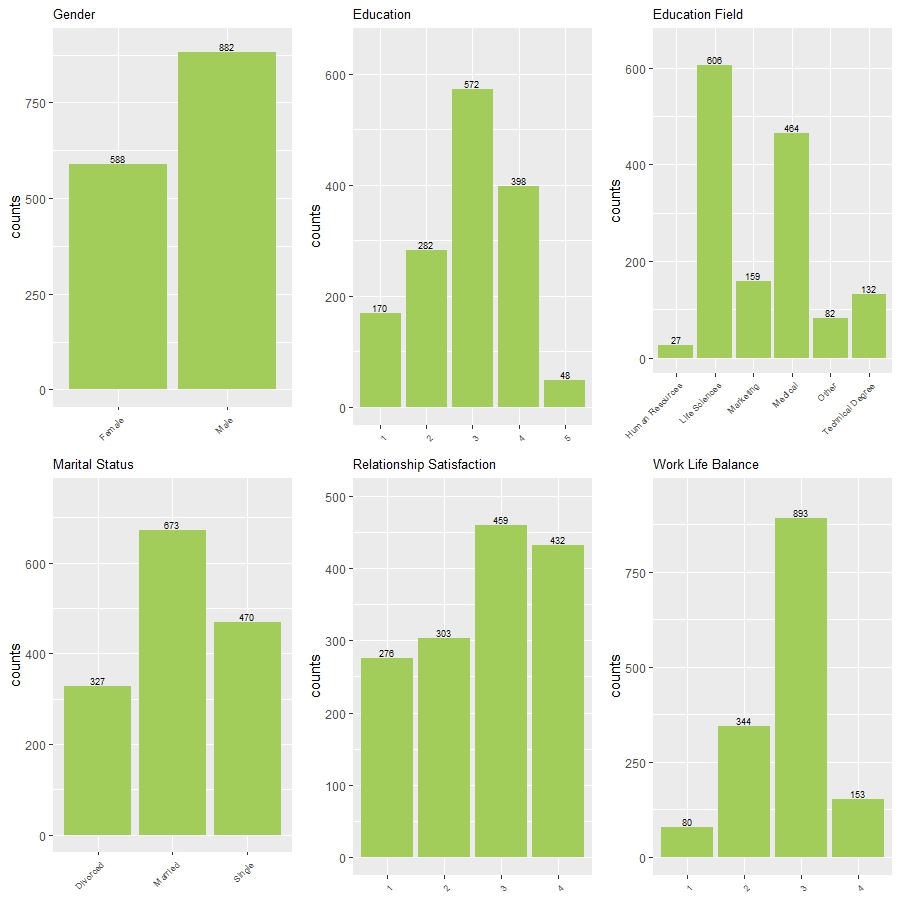 Gender
counts
750
500
250
0
588
882
Female
Male
Education
counts
600
400
200
0
170
282
572
398
48
1
2
3
4
5
Education Field
counts
600
400
200
0
27
606
159
464
82
132
Human Resources
Life Sciences
Marketing
Medical
Other
Technical Degree
Marital Status
counts
600
400
200
0
327
673
470
Divorced
Married
Single
Relationship Satisfaction
counts
500
400
300
200
100
0
276
303
459
432
1
2
3
4
Work Life Balance
counts
750
500
250
0
80
344
893
153
1
2
3
4